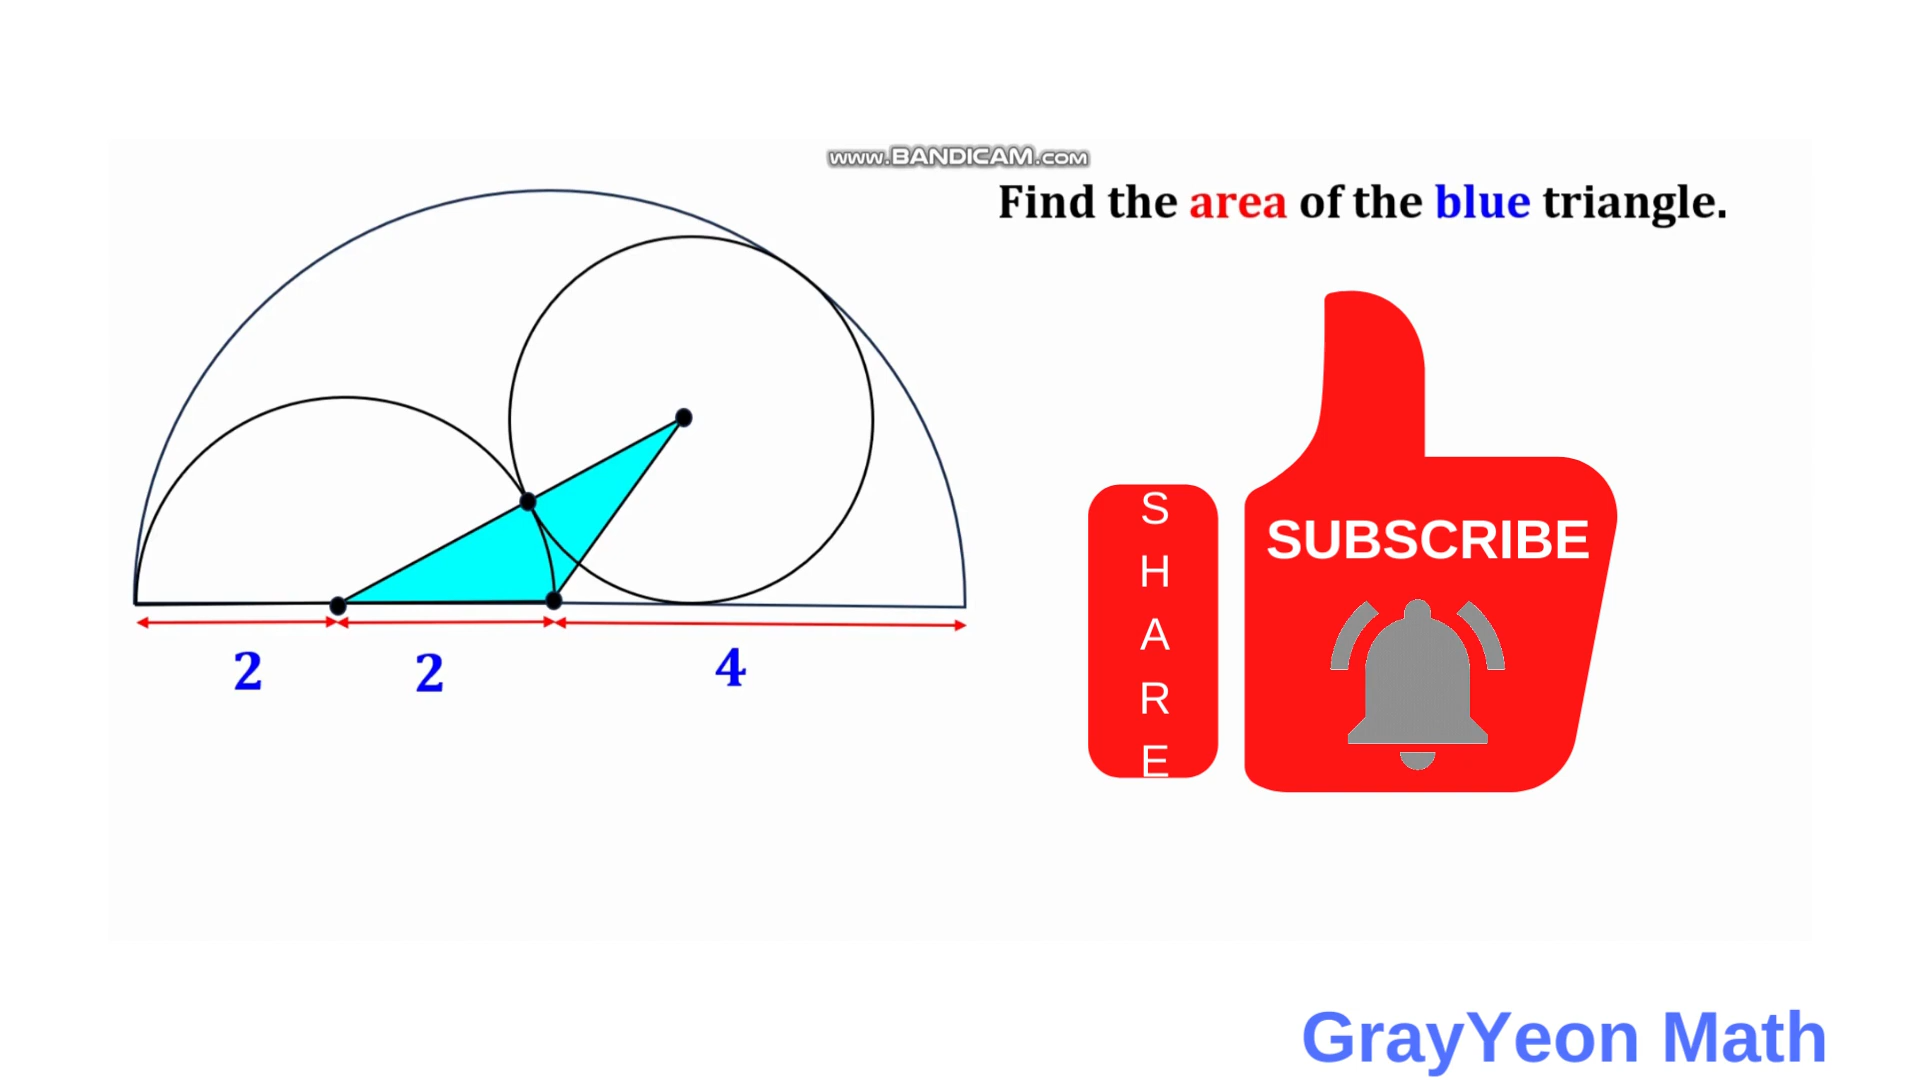 www.BANDICAM.com
Find the area of the blue triangle.
2
2
4
S
H
A
R
E
SUBSCRIBE
GrayYeon Math